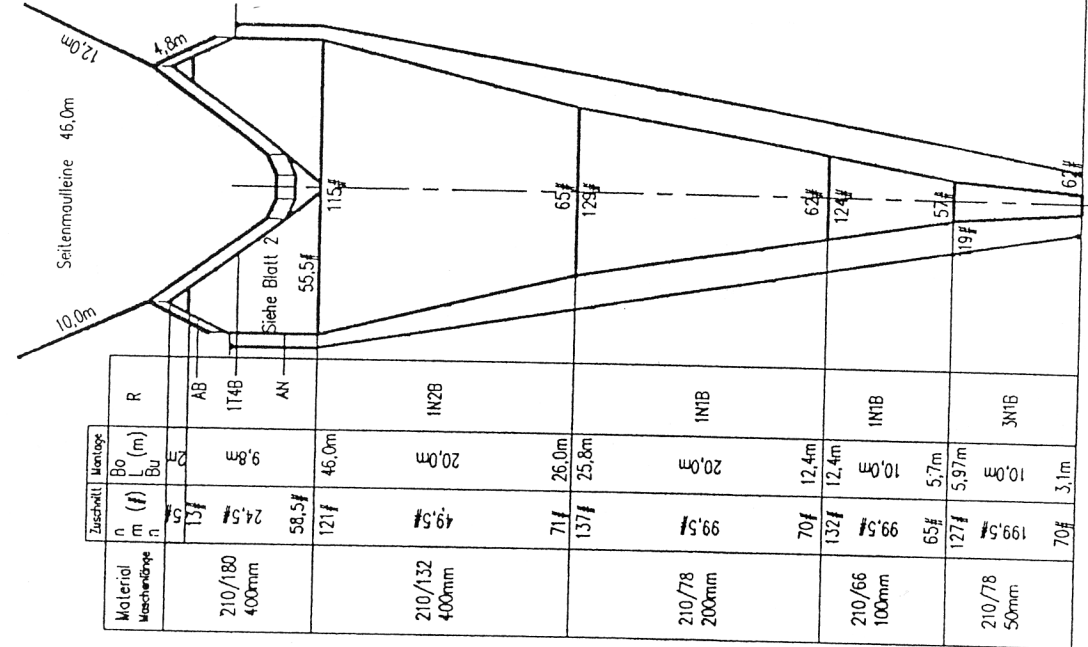 12,0m
4,8m
Seitenmaulleine 46,0m
10,0m
Siehe Blatt 2
55,5#
115#
65#
129#
62#
124#
57#
119#
62#
Material
Maschenlänge
Zuschnitt
n
m (#)
n
Montage
Bo
L (m)
Bu
R
5#
2m
AB
1T4B
AN
210/180
400mm
13#
24,5#
58,5#
9,8m
210/132
400mm
121#
49,5#
71#
46,0m
20,0m
26,0m
1N2B
210/78
200mm
137#
99,5#
70#
25,8m
20,0m
12,4m
1N1B
210/66
100mm
132#
99,5#
65#
12,4m
10,0m
5,7m
1N1B
210/78
50mm
127#
199,5#
70#
5,97m
10,0m
3,1m
3N1B